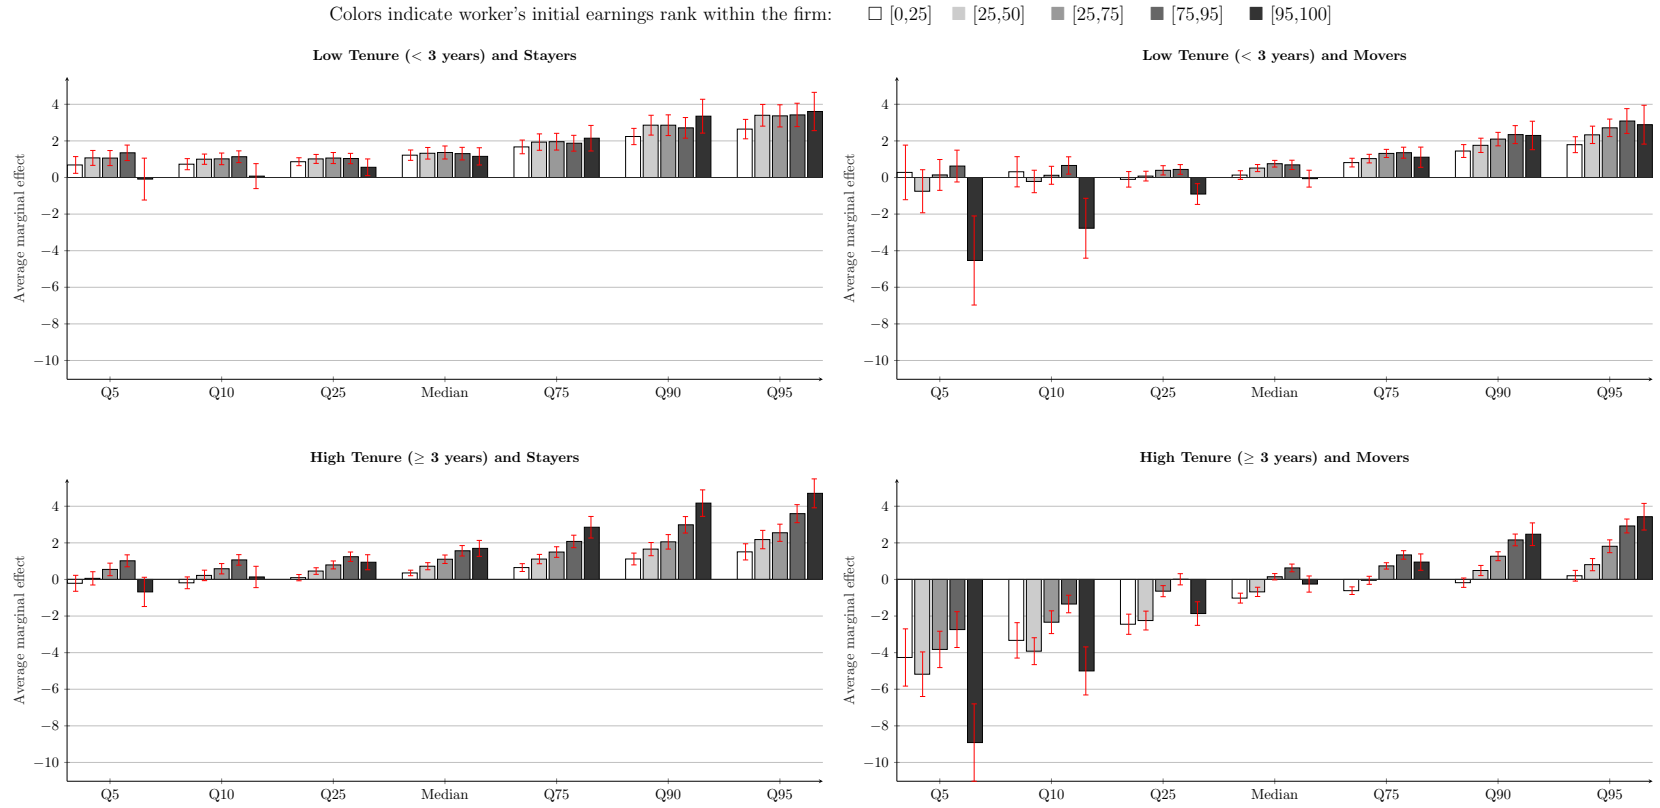 Colors indicate worker's initial earnings rank within the firm: [0,25] [25,50] [25,75] [75,95] [95,100]
Low Tenure (< 3 years) and Stayers
4
2
0
−2
−4
−6
−8
−10
Average marginal effect
Q5 Q10 Q25 Median Q75 Q90 Q95
Low Tenure (< 3 years) and Movers
4
2
0
−2
−4
−6
−8
−10
Average marginal effect
Q5 Q10 Q25 Median Q75 Q90 Q95
High Tenure (≥ 3 years) and Stayers
4
2
0
−2
−4
−6
−8
−10
Average marginal effect
Q5 Q10 Q25 Median Q75 Q90 Q95
High Tenure (≥ 3 years) and Movers
4
2
0
−2
−4
−6
−8
−10
Average marginal effect
Q5 Q10 Q25 Median Q75 Q90 Q95